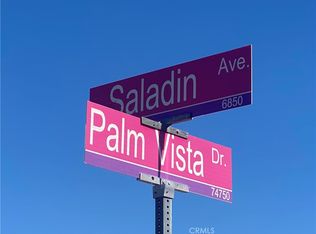 Saladin Ave.
6850
Palm Vista Dr.
74750
CRMLS